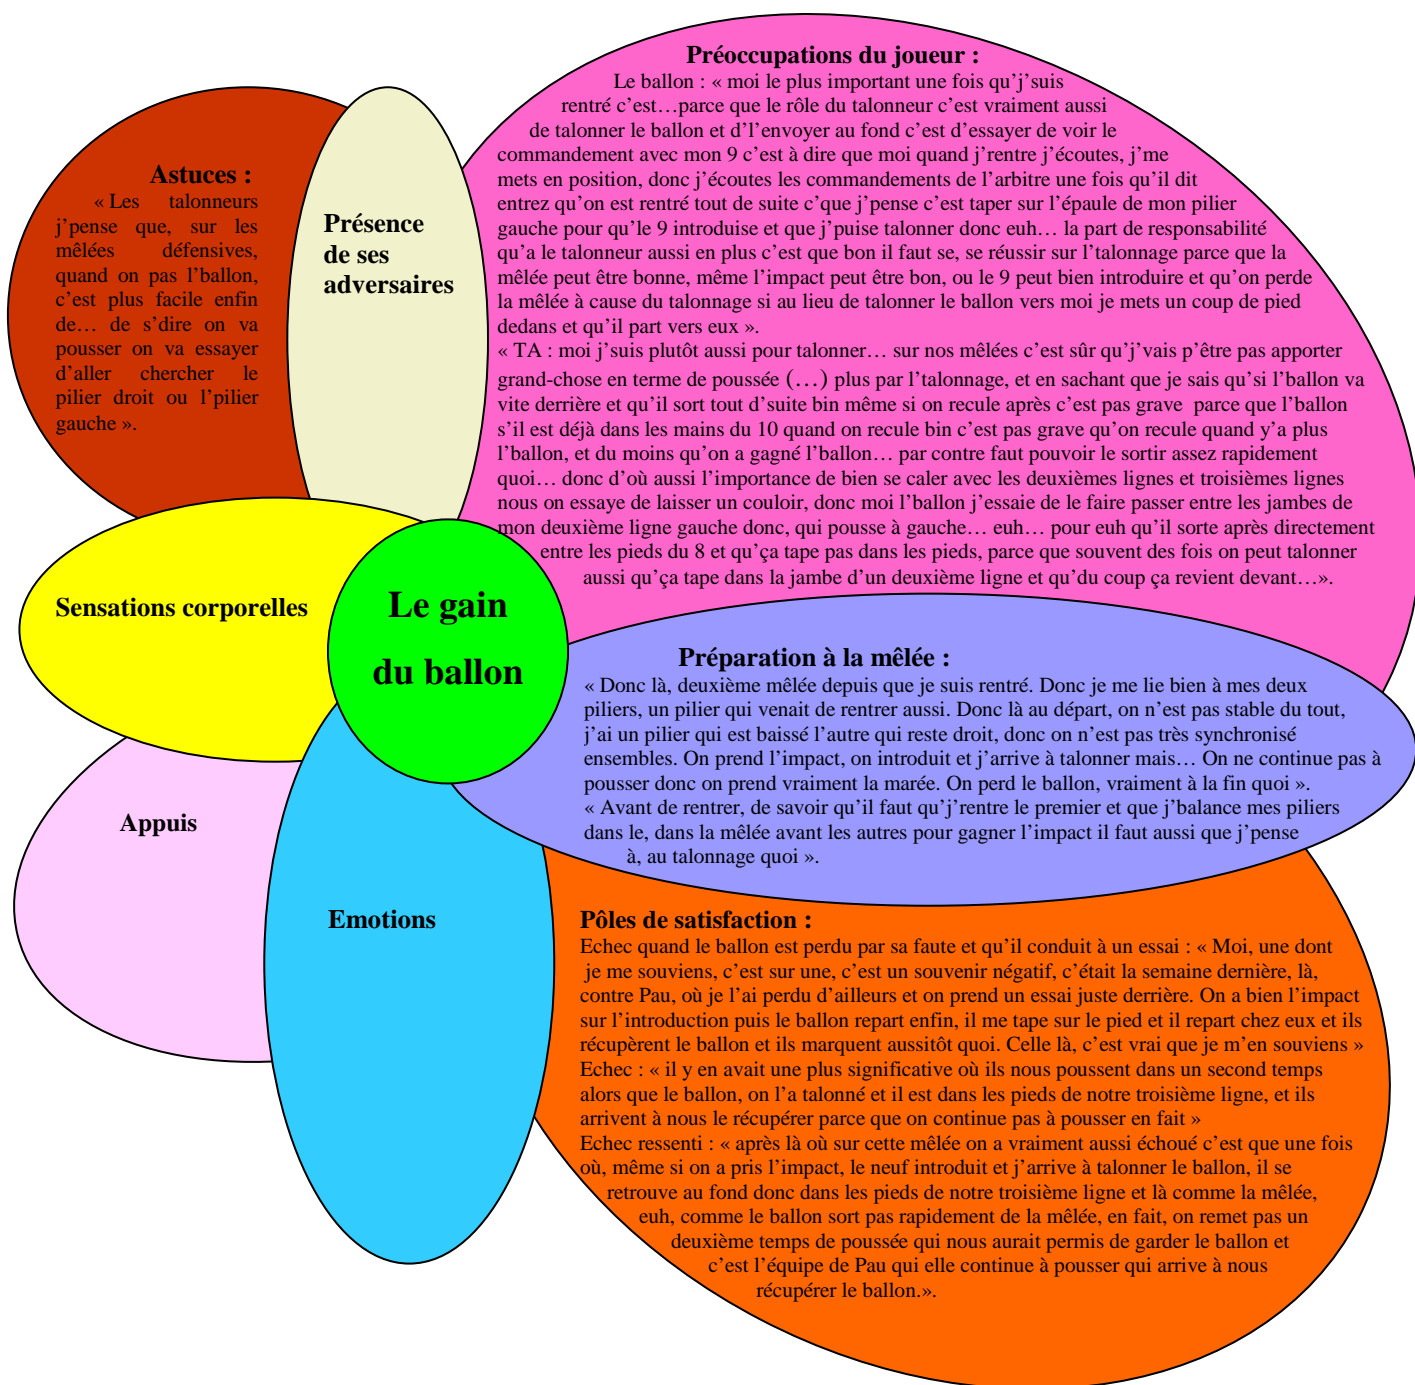 Préoccupations du joueur :
Le ballon : « moi le plus important une fois qu’j’suis
rentré c’est…parce que le rôle du talonneur c’est vraiment aussi
de talonner le ballon et d’l’envoyer au fond c’est d’essayer de voir le
commandement avec mon 9 c’est à dire que moi quand j’rentre j’écoutes, j’me
mets en position, donc j’écoutes les commandements de l’arbitre une fois qu’il dit
entrez qu’on est rentré tout de suite c’que j’pense c’est taper sur l’épaule de mon pilier
gauche pour qu’le 9 introduise et que j’puise talonner donc euh… la part de responsabilité
qu’a le talonneur aussi en plus c’est que bon il faut se, se réussir sur l’talonnage parce que la
mêlée peut être bonne, même l’impact peut être bon, ou le 9 peut bien introduire et qu’on perde
la mêlée à cause du talonnage si au lieu de talonner le ballon vers moi je mets un coup de pied
dedans et qu’il part vers eux ».
« TA : moi j’suis plutôt aussi pour talonner… sur nos mêlées c’est sûr qu’j’vais p’être pas apporter
grand-chose en terme de poussée (…) plus par l’talonnage, et en sachant que je sais qu’si l’ballon va
vite derrière et qu’il sort tout d’suite bin même si on recule après c’est pas grave  parce que l’ballon
s’il est déjà dans les mains du 10 quand on recule bin c’est pas grave qu’on recule quand y’a plus
l’ballon, et du moins qu’on a gagné l’ballon… par contre faut pouvoir le sortir assez rapidement
quoi… donc d’où aussi l’importance de bien se caler avec les deuxièmes lignes et troisièmes lignes
nous on essaye de laisser un couloir, donc moi l’ballon j’essaie de le faire passer entre les jambes de
mon deuxième ligne gauche donc, qui pousse à gauche… euh… pour euh qu’il sorte après directement
entre les pieds du 8 et qu’ça tape pas dans les pieds, parce que souvent des fois on peut talonner
aussi qu’ça tape dans la jambe d’un deuxième ligne et qu’du coup ça revient devant…».
Astuces :
« Les talonneurs
j’pense que, sur les
mêlées défensives,
quand on pas l’ballon,
c’est plus facile enfin
de… de s’dire on va
pousser on va essayer
d’aller chercher le
pilier droit ou l’pilier
gauche ».
Présence
de ses
adversaires
Sensations corporelles
Le gain
du ballon
Préparation à la mêlée :
« Donc là, deuxième mêlée depuis que je suis rentré. Donc je me lie bien à mes deux
piliers, un pilier qui venait de rentrer aussi. Donc là au départ, on n’est pas stable du tout,
j’ai un pilier qui est baissé l’autre qui reste droit, donc on n’est pas très synchronisé
ensembles. On prend l’impact, on introduit et j’arrive à talonner mais… On ne continue pas à
pousser donc on prend vraiment la marée. On perd le ballon, vraiment à la fin quoi ».
« Avant de rentrer, de savoir qu’il faut qu’j’rentre le premier et que j’balance mes piliers
dans le, dans la mêlée avant les autres pour gagner l’impact il faut aussi que j’pense
à, au talonnage quoi ».
Appuis
Emotions
Pôles de satisfaction :
Echec quand le ballon est perdu par sa faute et qu’il conduit à un essai : « Moi, une dont
je me souviens, c’est sur une, c’est un souvenir négatif, c’était la semaine dernière, là,
contre Pau, où je l’ai perdu d’ailleurs et on prend un essai juste derrière. On a bien l’impact
sur l’introduction puis le ballon repart enfin, il me tape sur le pied et il repart chez eux et ils
récupèrent le ballon et ils marquent aussitôt quoi. Celle là, c’est vrai que je m’en souviens »
Echec : « il y en avait une plus significative où ils nous poussent dans un second temps
alors que le ballon, on l’a talonné et il est dans les pieds de notre troisième ligne, et ils
arrivent à nous le récupérer parce que on continue pas à pousser en fait »
Echec ressenti : « après là où sur cette mêlée on a vraiment aussi échoué c’est que une fois
où, même si on a pris l’impact, le neuf introduit et j’arrive à talonner le ballon, il se
retrouve au fond donc dans les pieds de notre troisième ligne et là comme la mêlée,
euh, comme le ballon sort pas rapidement de la mêlée, en fait, on remet pas un
deuxième temps de poussée qui nous aurait permis de garder le ballon et
c’est l’équipe de Pau qui elle continue à pousser qui arrive à nous
récupérer le ballon.».